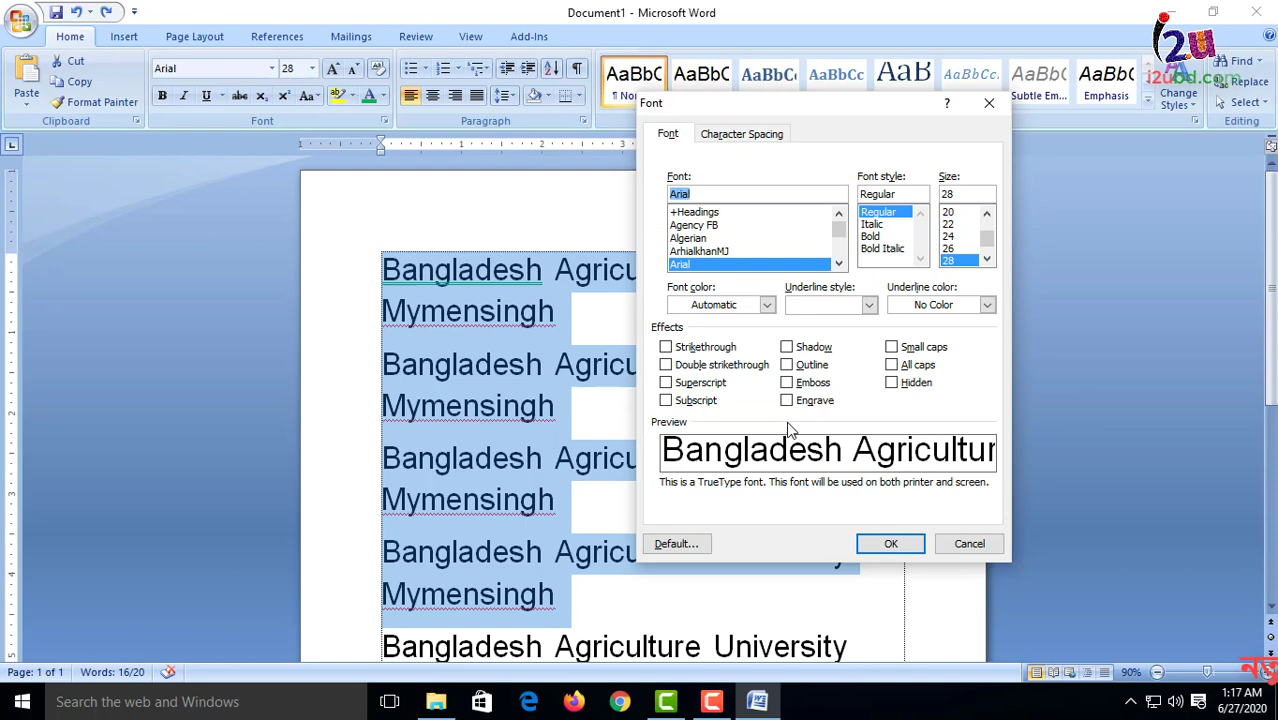 Document1 - Microsoft Word
Home Insert Page Layout References Mailings Review View Add-Ins
Paste Cut Copy Format Painter
Clipboard
Arial 28
Font
Paragraph
AaBbC AaBbC AaBbCc AaBbCc AaB AaBbCc AaBbCc AaBbCc
Subtle Em... Emphasis
Change Styles
Find
Replace
Select
Editing
i2u
i2ubd.com
Bangladesh Agricu
Mymensingh
Bangladesh Agricu
Mymensingh
Bangladesh Agricu
Mymensingh
Bangladesh Agricu
Mymensingh
Bangladesh Agriculture University
Font
Font Character Spacing
Font: Font style: Size:
Arial Regular 28
+Headings Regular 20
Agency FB Italic 22
Algerian Bold 24
ArhialkhanMJ Bold Italic 26
Arial 28
Font color: Underline style: Underline color:
Automatic No Color
Effects
Strikethrough Shadow Small caps
Double strikethrough Outline All caps
Superscript Emboss Hidden
Subscript Engrave
Preview
Bangladesh Agricultur
This is a TrueType font. This font will be used on both printer and screen.
Default... OK Cancel
Page: 1 of 1 Words: 16/20 90%
Search the web and Windows
1:17 AM
6/27/2020